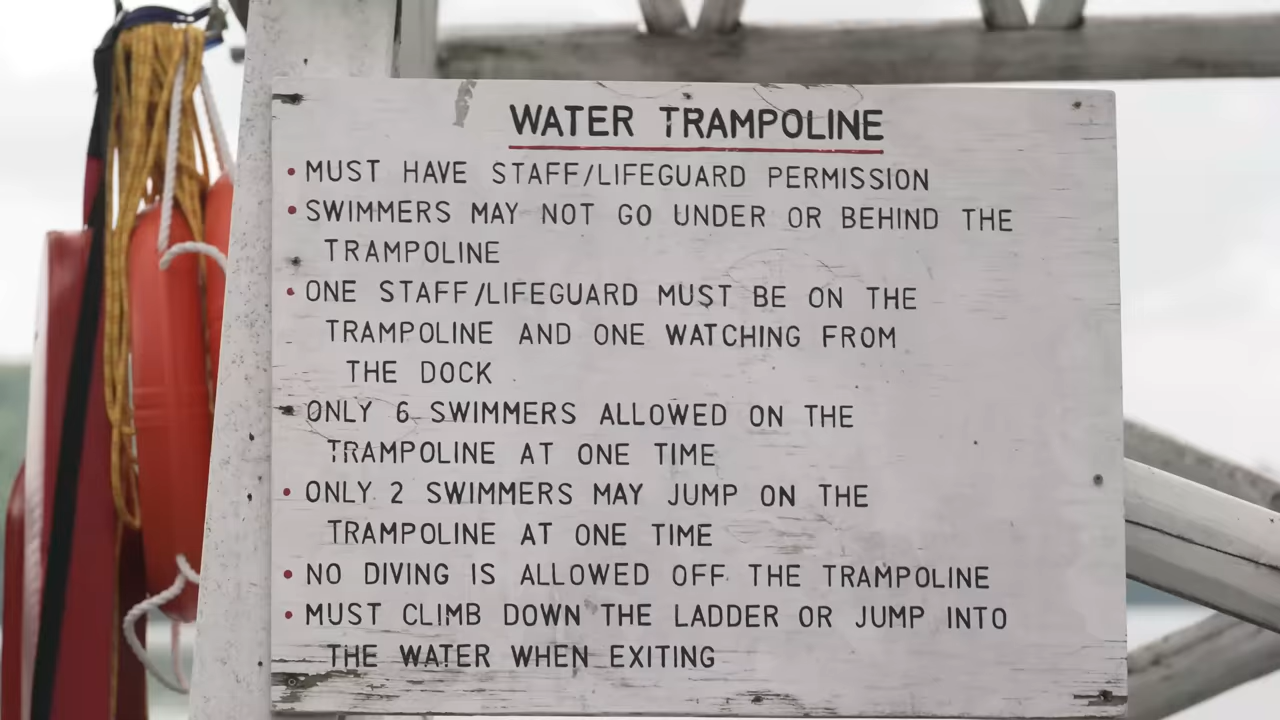 WATER TRAMPOLINE
• MUST HAVE STAFF/LIFEGUARD PERMISSION
• SWIMMERS MAY NOT GO UNDER OR BEHIND THE
TRAMPOLINE
• ONE STAFF/LIFEGUARD MUST BE ON THE
TRAMPOLINE AND ONE WATCHING FROM
THE DOCK
• ONLY 6 SWIMMERS ALLOWED ON THE
TRAMPOLINE AT ONE TIME
• ONLY 2 SWIMMERS MAY JUMP ON THE
TRAMPOLINE AT ONE TIME
• NO DIVING IS ALLOWED OFF THE TRAMPOLINE
• MUST CLIMB DOWN THE LADDER OR JUMP INTO
THE WATER WHEN EXITING